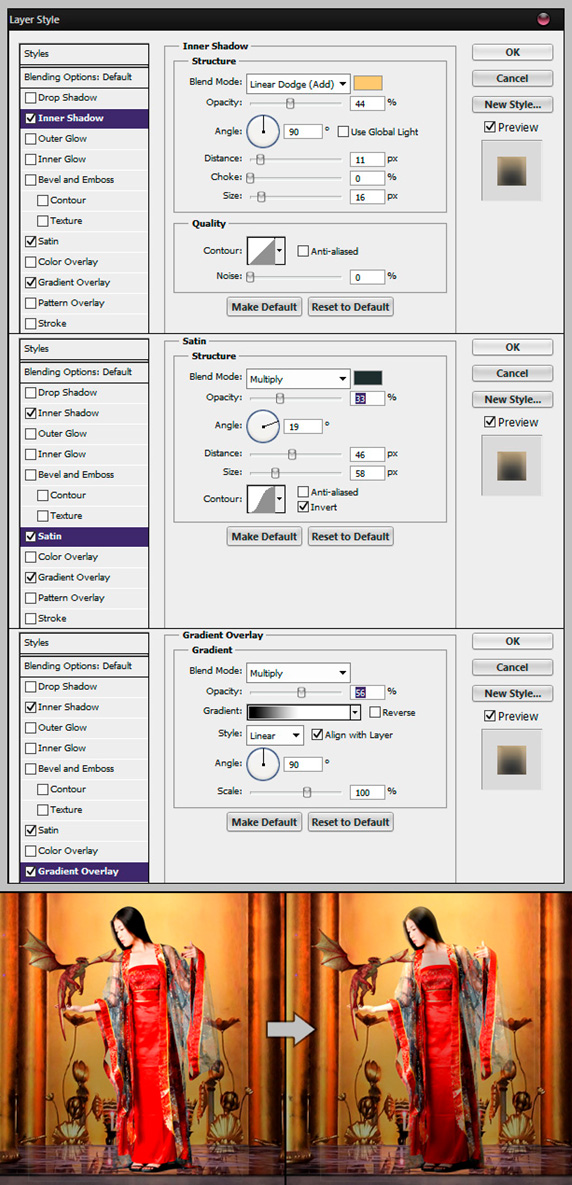 Layer Style
Styles
Blending Options: Default
Drop Shadow
Inner Shadow
Outer Glow
Inner Glow
Bevel and Emboss
Contour
Texture
Satin
Color Overlay
Gradient Overlay
Pattern Overlay
Stroke
Inner Shadow
Structure
Blend Mode: Linear Dodge (Add)
Opacity: 44 %
Angle: 90 ° Use Global Light
Distance: 11 px
Choke: 0 %
Size: 16 px
Quality
Contour: Anti-aliased
Noise: 0 %
Make Default Reset to Default
OK
Cancel
New Style...
Preview
Styles
Blending Options: Default
Drop Shadow
Inner Shadow
Outer Glow
Inner Glow
Bevel and Emboss
Contour
Texture
Satin
Color Overlay
Gradient Overlay
Pattern Overlay
Stroke
Satin
Structure
Blend Mode: Multiply
Opacity: 33 %
Angle: 19 °
Distance: 46 px
Size: 58 px
Contour: Anti-aliased
Invert
Make Default Reset to Default
OK
Cancel
New Style...
Preview
Styles
Blending Options: Default
Drop Shadow
Inner Shadow
Outer Glow
Inner Glow
Bevel and Emboss
Contour
Texture
Satin
Color Overlay
Gradient Overlay
Gradient Overlay
Gradient
Blend Mode: Multiply
Opacity: 56 %
Gradient: Reverse
Style: Linear Align with Layer
Angle: 90 °
Scale: 100 %
Make Default Reset to Default
OK
Cancel
New Style...
Preview